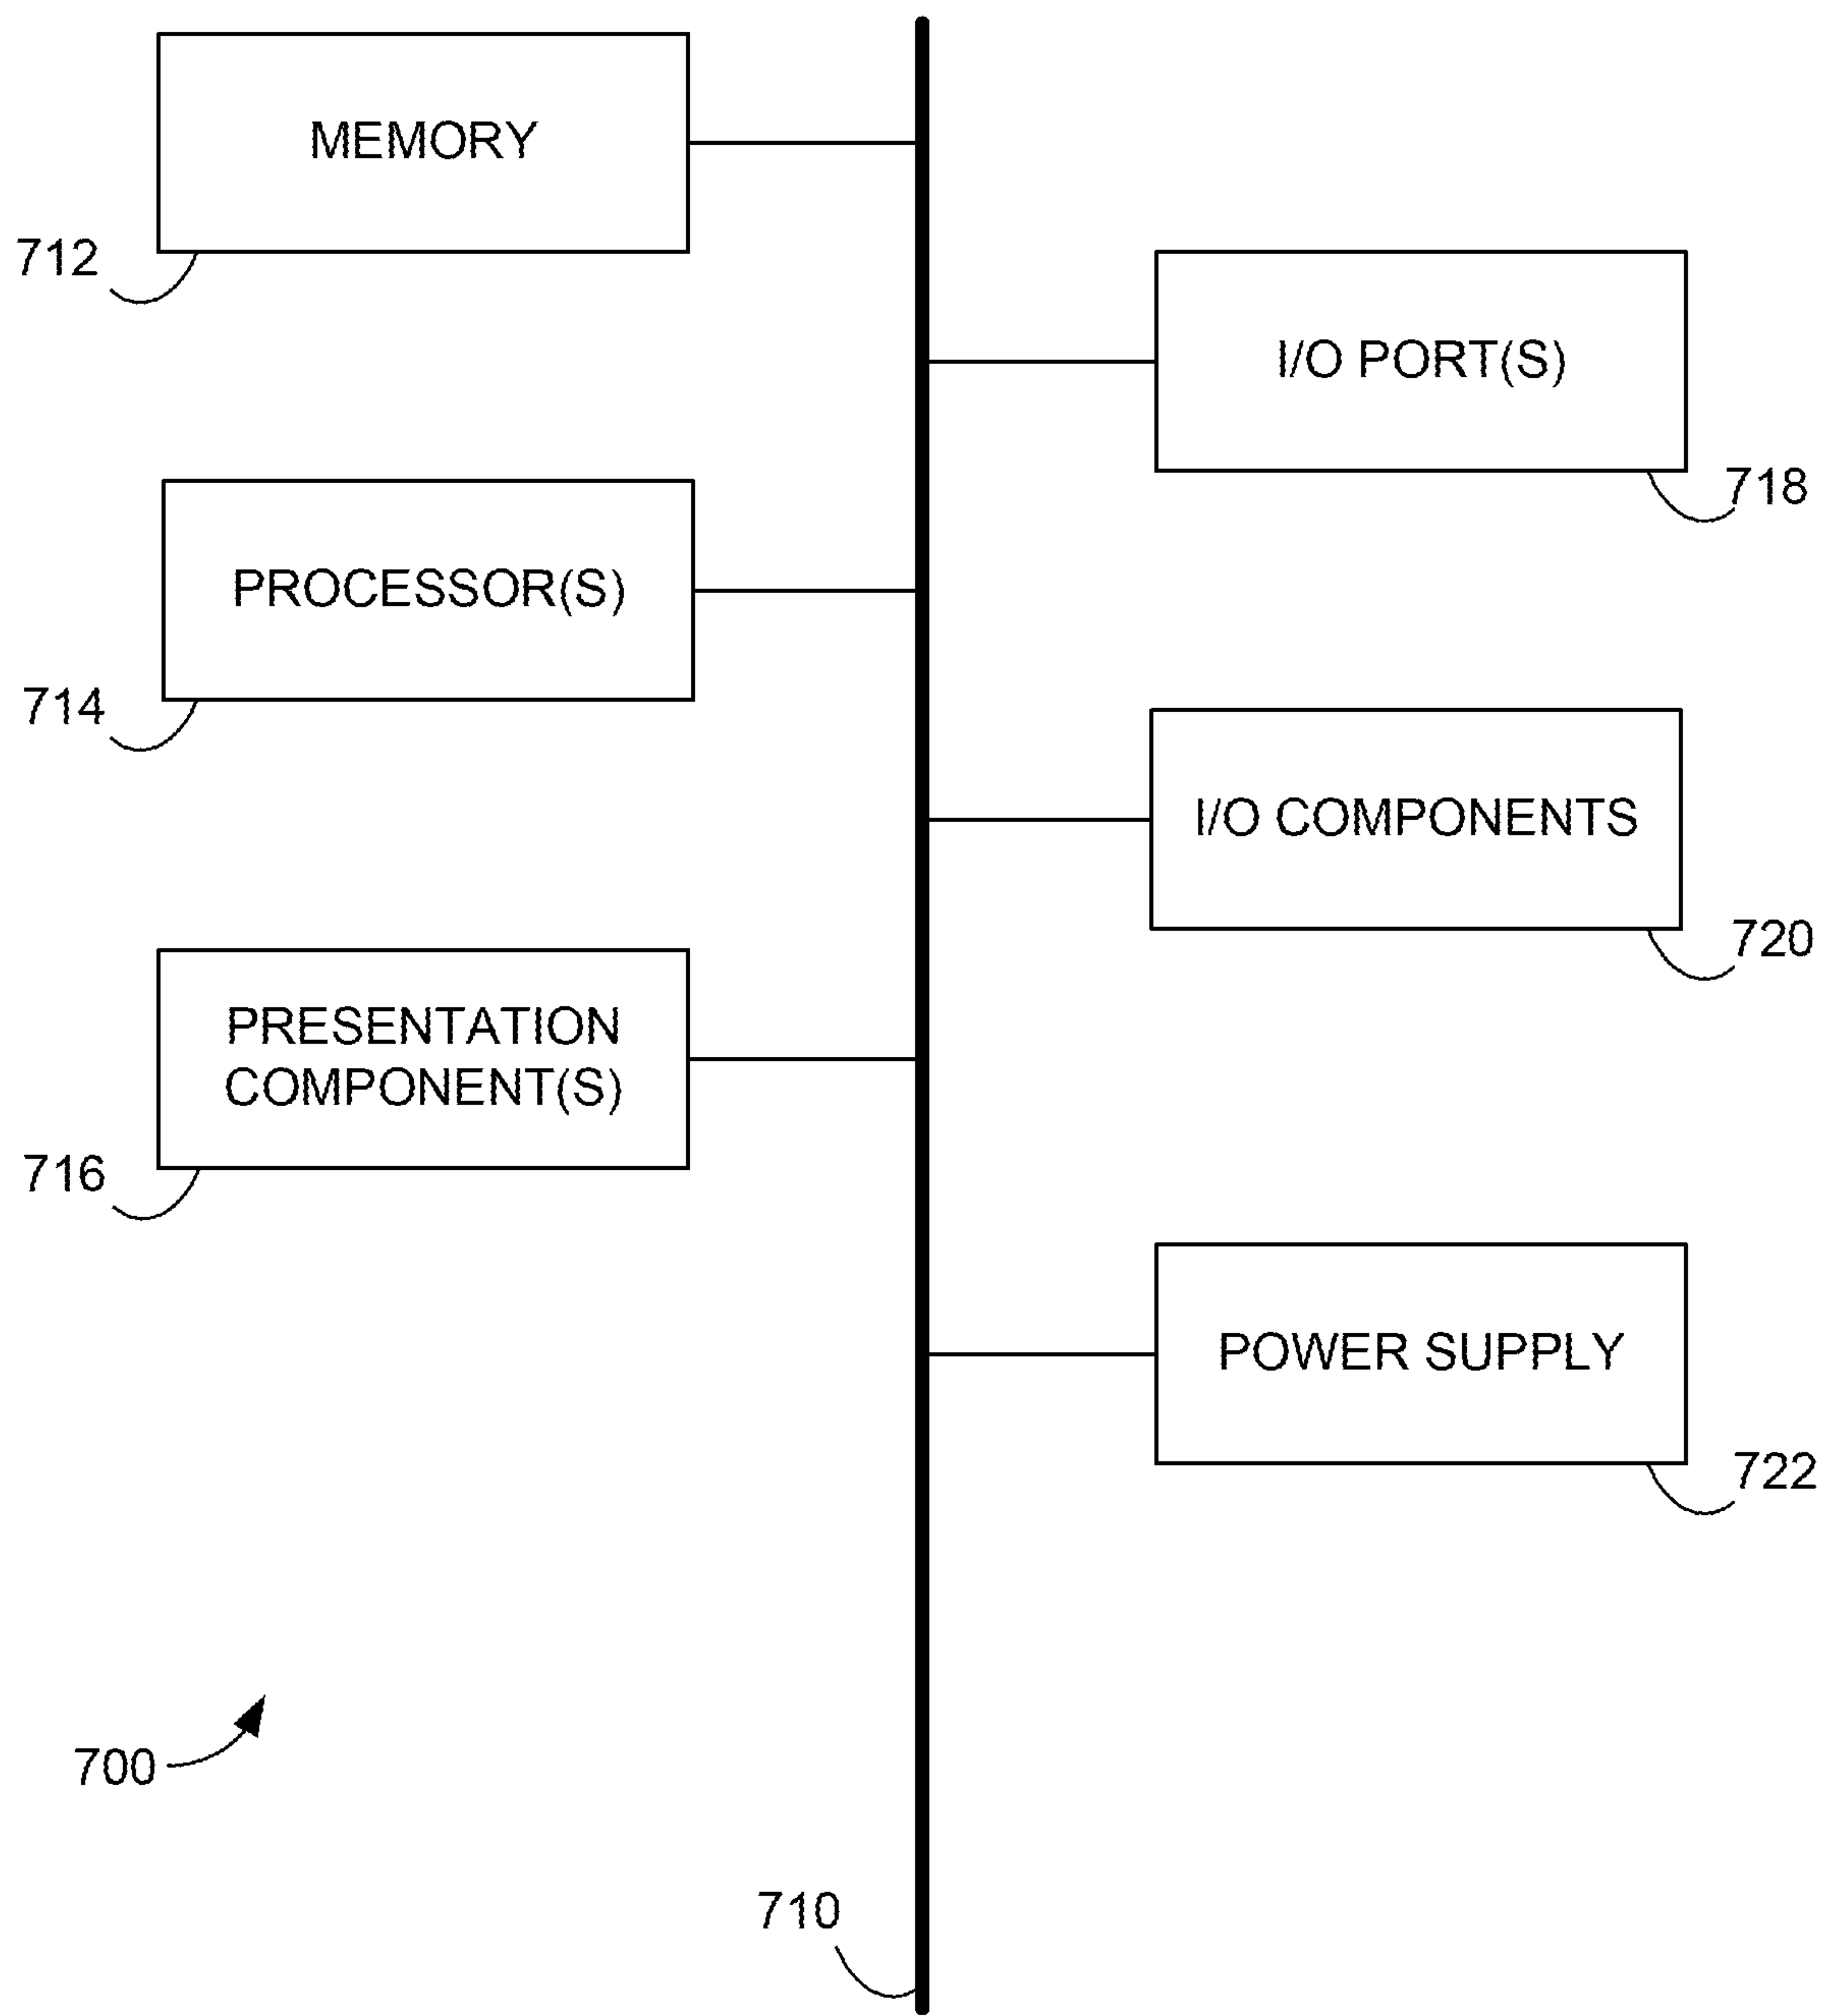 MEMORY
712
I/O PORT(S)
718
PROCESSOR(S)
714
I/O COMPONENTS
720
PRESENTATION
COMPONENT(S)
716
POWER SUPPLY
722
700
710